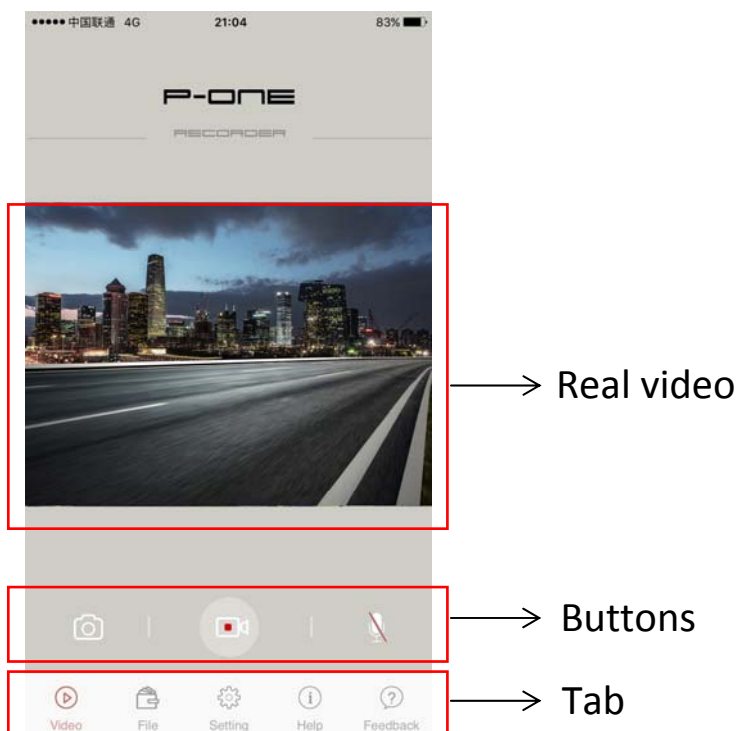 中国联通 4G 21:04 83%
P-ONE
RECORDER
Real video
Buttons
Video File Setting Help Feedback
Tab